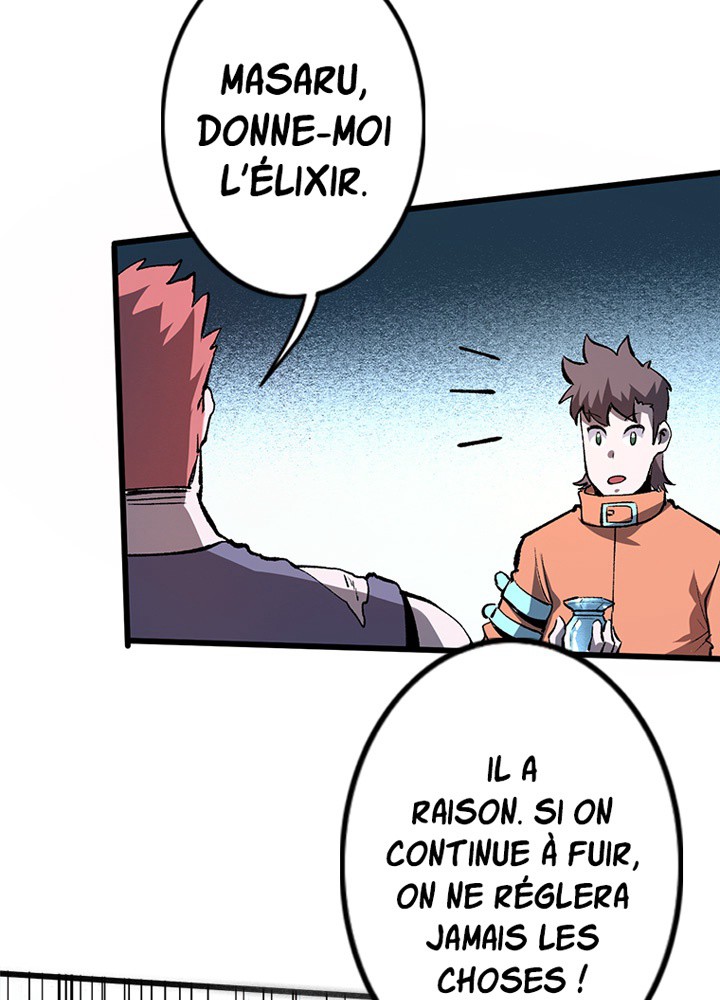 MASARU,
DONNE-MOI
L'ÉLIXIR.
IL A
RAISON. SI ON
CONTINUE À FUIR,
ON NE RÉGLERA
JAMAIS LES
CHOSES !